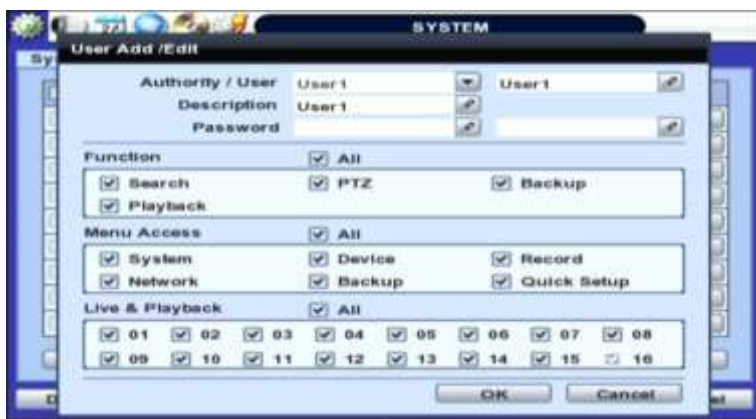 SYSTEM
User Add /Edit
Authority / User User1 User1
Description User1
Password
Function All
Search PTZ Backup
Playback
Menu Access All
System Device Record
Network Backup Quick Setup
Live & Playback All
01 02 03 04 05 06 07 08
09 10 11 12 13 14 15 16
OK Cancel